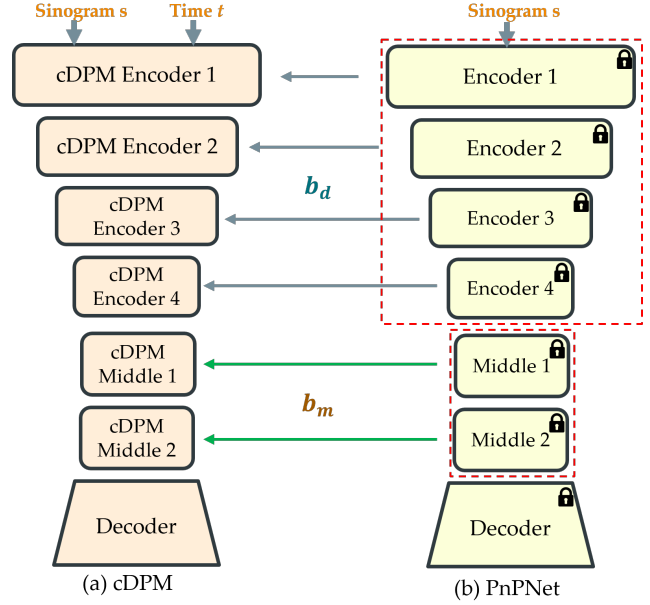 Sinogram s
Time t
Sinogram s
cDPM Encoder 1
Encoder 1
cDPM Encoder 2
Encoder 2
cDPM
Encoder 3
b_d
Encoder 3
cDPM
Encoder 4
Encoder 4
cDPM
Middle 1
Middle 1
b_m
cDPM
Middle 2
Middle 2
Decoder
Decoder
(a) cDPM
(b) PnPNet